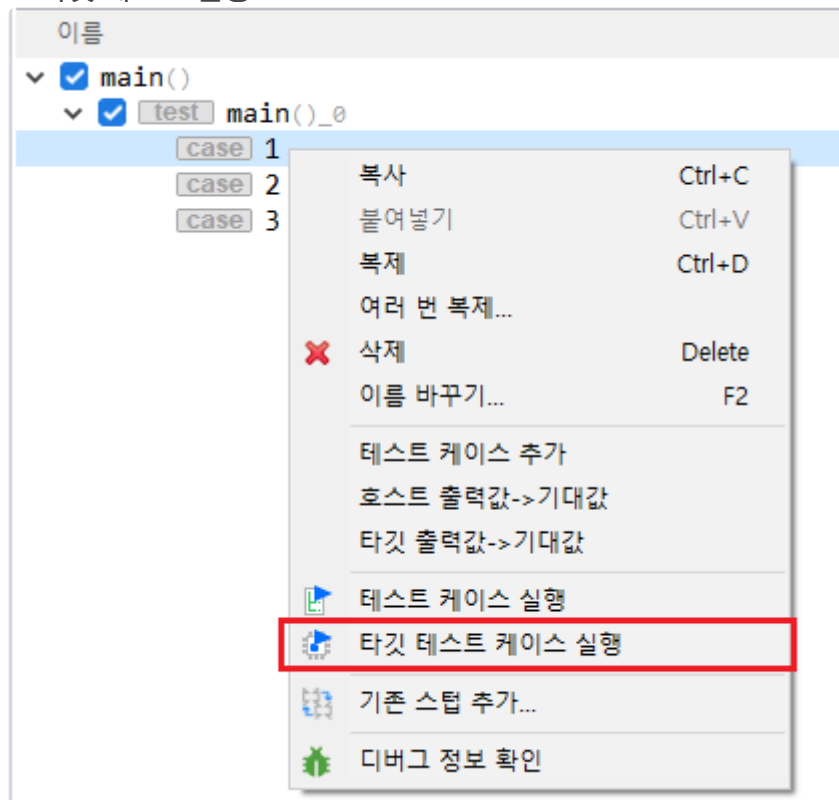 이름
main()
test main()_0
case 1
case 2
case 3
복사 Ctrl+C
붙여넣기 Ctrl+V
복제 Ctrl+D
여러 번 복제...
삭제 Delete
이름 바꾸기... F2
테스트 케이스 추가
호스트 출력값->기대값
타깃 출력값->기대값
테스트 케이스 실행
타깃 테스트 케이스 실행
기존 스텁 추가...
디버그 정보 확인